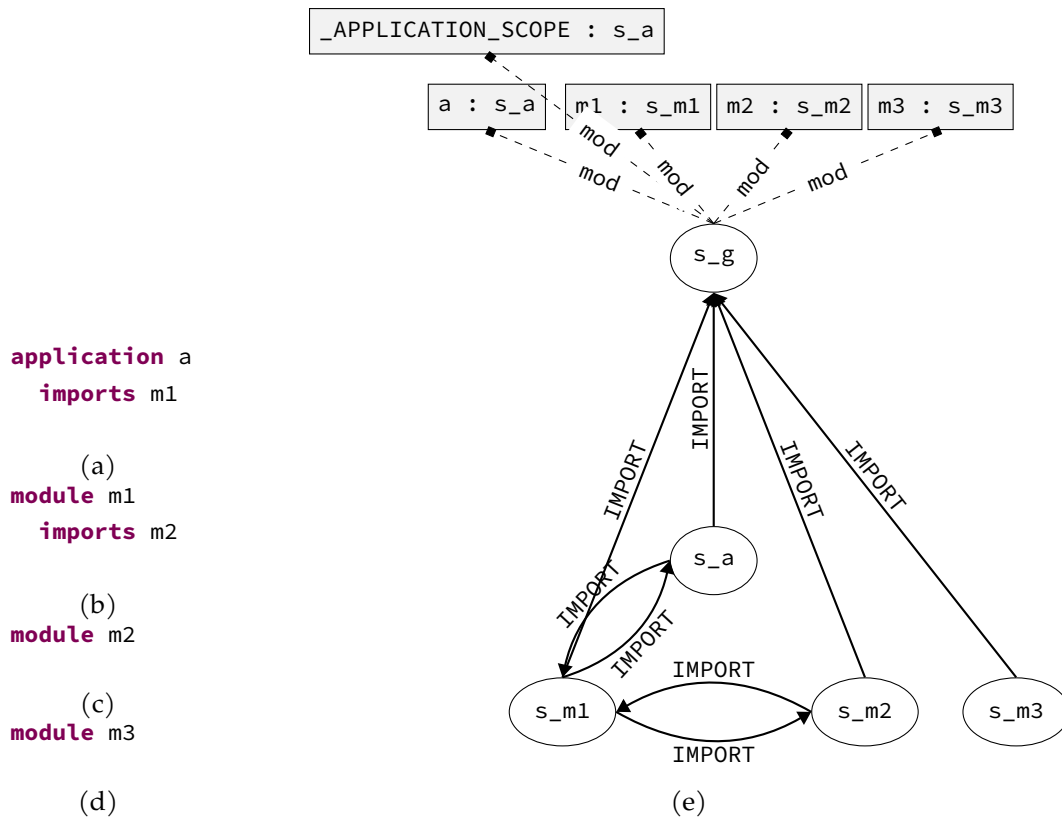 _APPLICATION_SCOPE : s_a
a : s_a
m1 : s_m1
m2 : s_m2
m3 : s_m3
mod
mod
mod
mod
mod
s_g
application a
imports m1
(a)
module m1
imports m2
(b)
module m2
(c)
module m3
(d)
IMPORT
IMPORT
IMPORT
IMPORT
s_a
IMPORT
IMPORT
IMPORT
s_m1
s_m2
s_m3
IMPORT
(e)